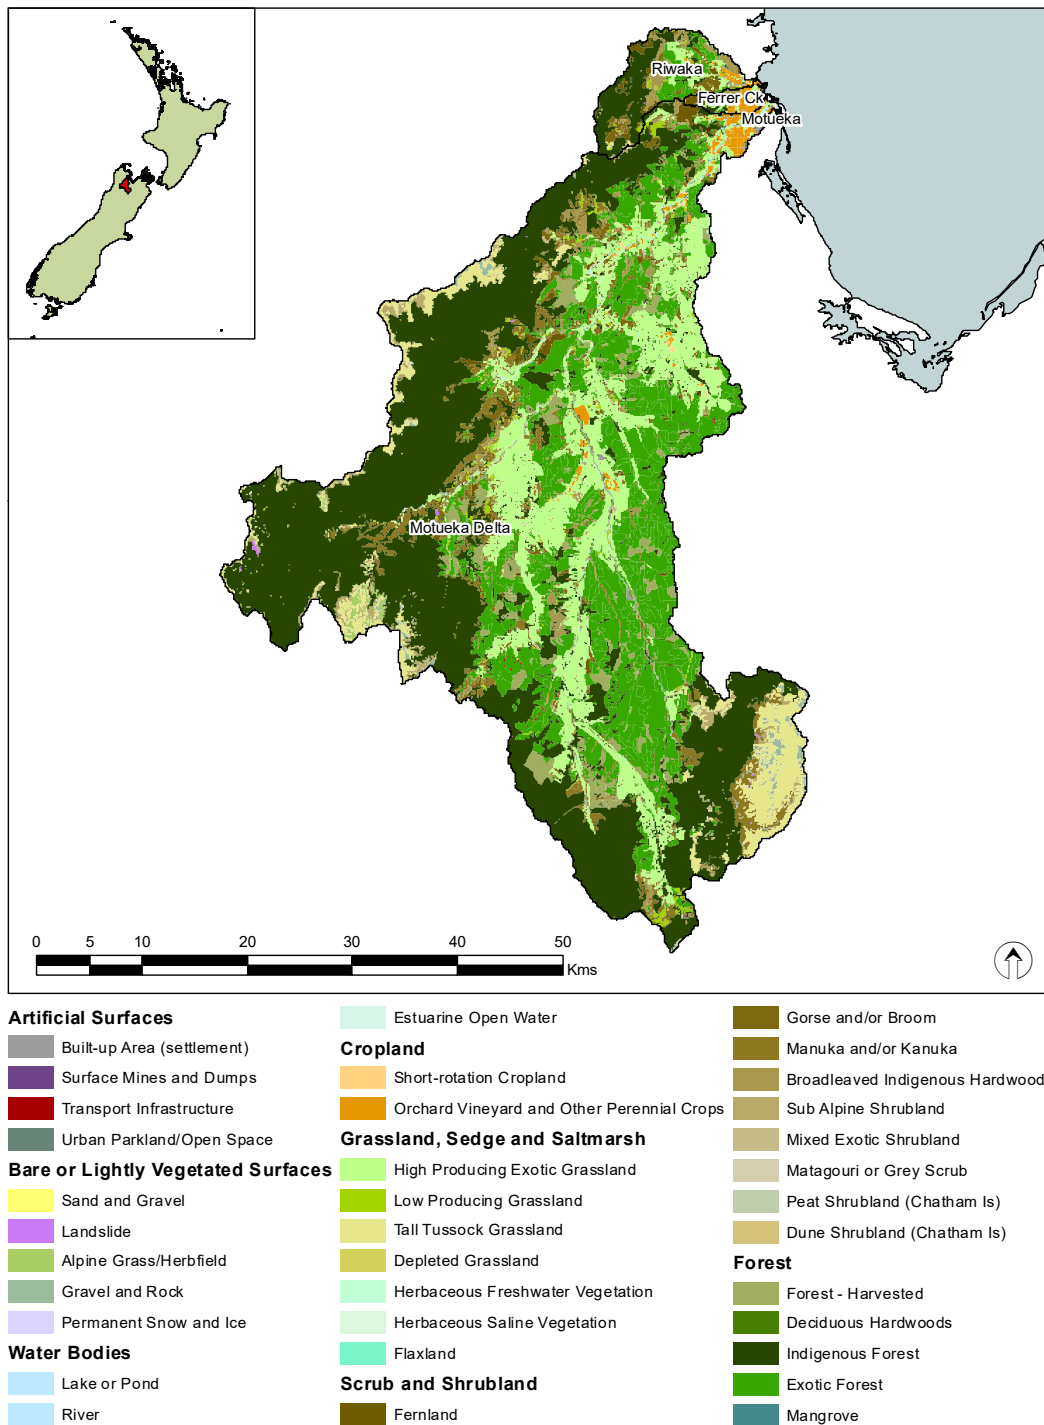 Riwaka
Ferrer Ck
Motueka
Motueka Delta
0 5 10 20 30 40 50
Kms
Artificial Surfaces
Built-up Area (settlement)
Surface Mines and Dumps
Transport Infrastructure
Urban Parkland/Open Space
Bare or Lightly Vegetated Surfaces
Sand and Gravel
Landslide
Alpine Grass/Herbfield
Gravel and Rock
Permanent Snow and Ice
Water Bodies
Lake or Pond
River
Estuarine Open Water
Cropland
Short-rotation Cropland
Orchard Vineyard and Other Perennial Crops
Grassland, Sedge and Saltmarsh
High Producing Exotic Grassland
Low Producing Grassland
Tall Tussock Grassland
Depleted Grassland
Herbaceous Freshwater Vegetation
Herbaceous Saline Vegetation
Flaxland
Scrub and Shrubland
Fernland
Gorse and/or Broom
Manuka and/or Kanuka
Broadleaved Indigenous Hardwood
Sub Alpine Shrubland
Mixed Exotic Shrubland
Matagouri or Grey Scrub
Peat Shrubland (Chatham Is)
Dune Shrubland (Chatham Is)
Forest
Forest - Harvested
Deciduous Hardwoods
Indigenous Forest
Exotic Forest
Mangrove